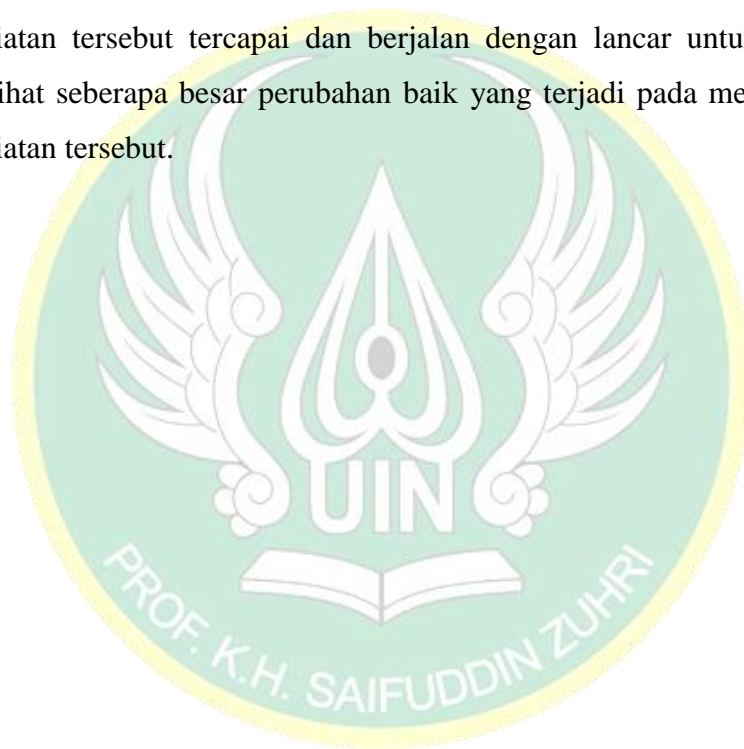 iatan tersebut tercapai dan berjalan dengan lancar untu
ihat seberapa besar perubahan baik yang terjadi pada me
iatan tersebut.
UIN
PROF. K.H. SAIFUDDIN ZUHRI